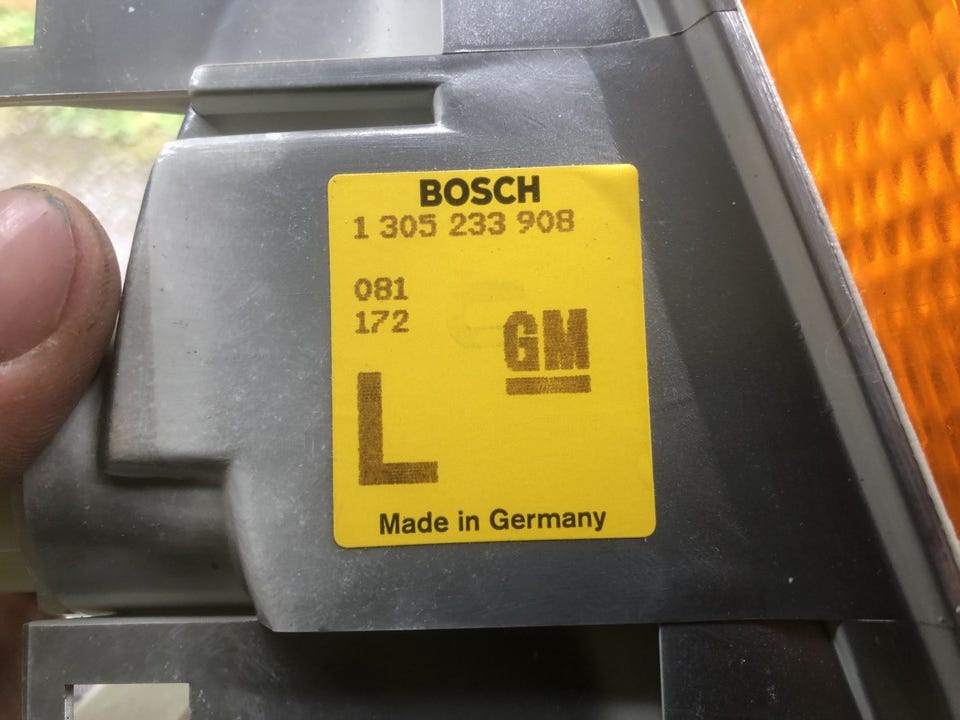 BOSCH
1 305 233 908
081
172
GM
L
Made in Germany